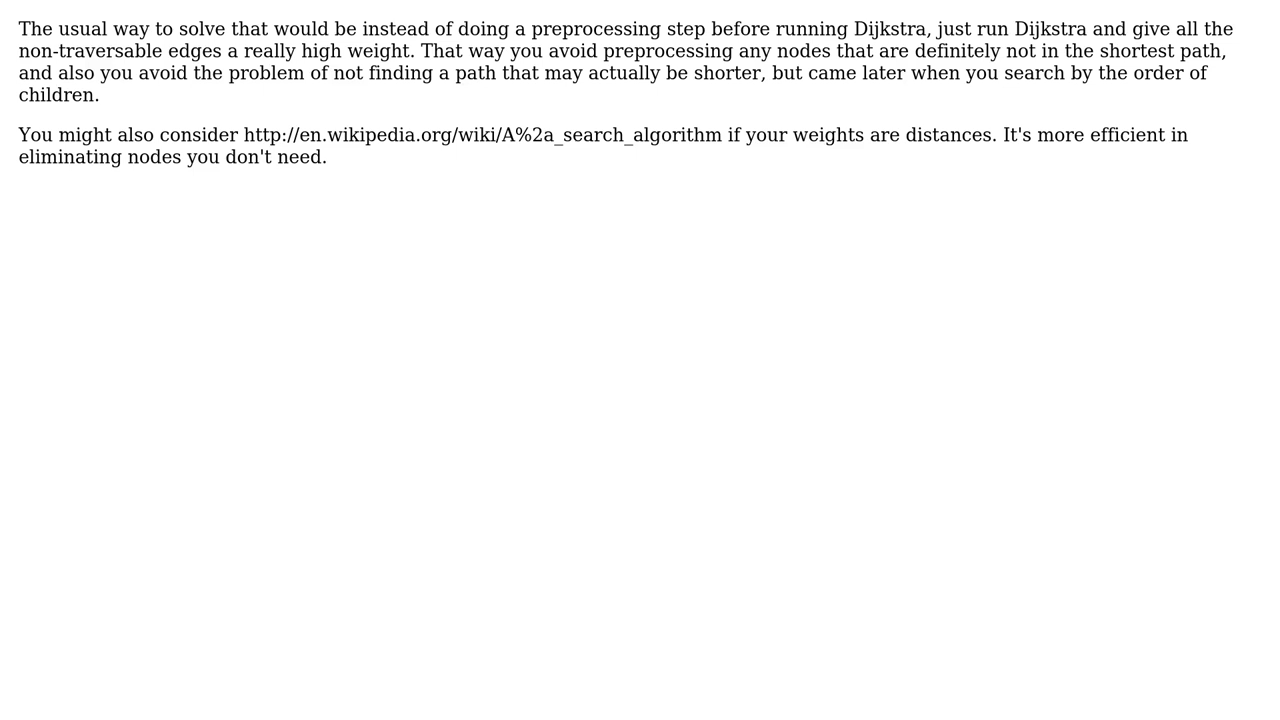 The usual way to solve that would be instead of doing a preprocessing step before running Dijkstra, just run Dijkstra and give all the
non-traversable edges a really high weight. That way you avoid preprocessing any nodes that are definitely not in the shortest path,
and also you avoid the problem of not finding a path that may actually be shorter, but came later when you search by the order of
children.
You might also consider http://en.wikipedia.org/wiki/A%2a_search_algorithm if your weights are distances. It's more efficient in
eliminating nodes you don't need.